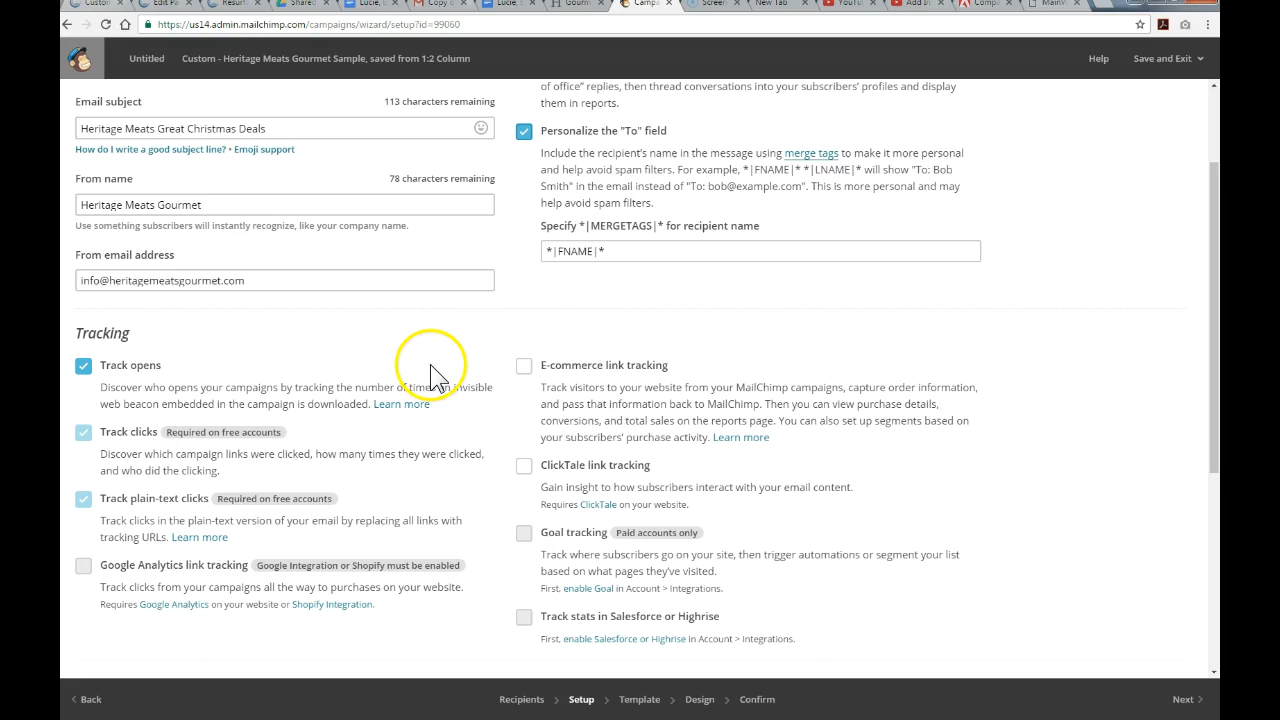 Custom
Edit Pa
Resurfa
Shared
Lucie, E
Copy o
Lucie, S
Gourm
Campa
Screen
New Tab
YouTu
Add In
Compa
MainW
https://us14.admin.mailchimp.com/campaigns/wizard/setup?id=99060
Untitled
Custom - Heritage Meats Gourmet Sample, saved from 1:2 Column
Help
Save and Exit
Email subject
113 characters remaining
Heritage Meats Great Christmas Deals
How do I write a good subject line? • Emoji support
From name
78 characters remaining
Heritage Meats Gourmet
Use something subscribers will instantly recognize, like your company name.
From email address
info@heritagemeatsgourmet.com
of office" replies, then thread conversations into your subscribers' profiles and display
them in reports.
Personalize the "To" field
Include the recipient's name in the message using merge tags to make it more personal
and help avoid spam filters. For example, *|FNAME|* *|LNAME|* will show "To: Bob
Smith" in the email instead of "To: bob@example.com". This is more personal and may
help avoid spam filters.
Specify *|MERGETAGS|* for recipient name
*|FNAME|*
Tracking
Track opens
Discover who opens your campaigns by tracking the number of times an invisible
web beacon embedded in the campaign is downloaded. Learn more
Track clicks Required on free accounts
Discover which campaign links were clicked, how many times they were clicked,
and who did the clicking.
Track plain-text clicks Required on free accounts
Track clicks in the plain-text version of your email by replacing all links with
tracking URLs. Learn more
Google Analytics link tracking Google Integration or Shopify must be enabled
Track clicks from your campaigns all the way to purchases on your website.
Requires Google Analytics on your website or Shopify Integration.
E-commerce link tracking
Track visitors to your website from your MailChimp campaigns, capture order information,
and pass that information back to MailChimp. Then you can view purchase details,
conversions, and total sales on the reports page. You can also set up segments based on
your subscribers' purchase activity. Learn more
ClickTale link tracking
Gain insight to how subscribers interact with your email content.
Requires ClickTale on your website.
Goal tracking Paid accounts only
Track where subscribers go on your site, then trigger automations or segment your list
based on what pages they've visited.
First, enable Goal in Account > Integrations.
Track stats in Salesforce or Highrise
First, enable Salesforce or Highrise in Account > Integrations.
Back
Recipients > Setup > Template > Design > Confirm
Next